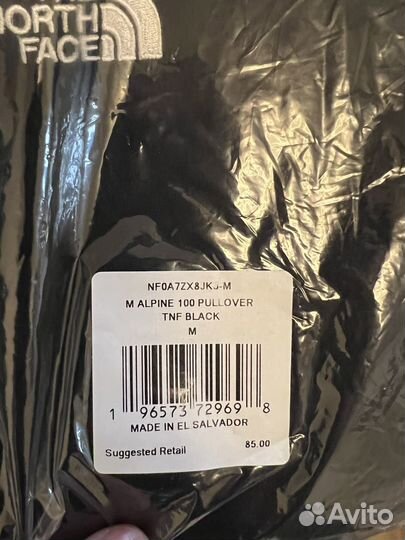 NORTH
FACE
NF0A7ZX8JK3-M
M ALPINE 100 PULLOVER
TNF BLACK
M
1 96573 72969 8
MADE IN EL SALVADOR
Suggested Retail 85.00
Avito